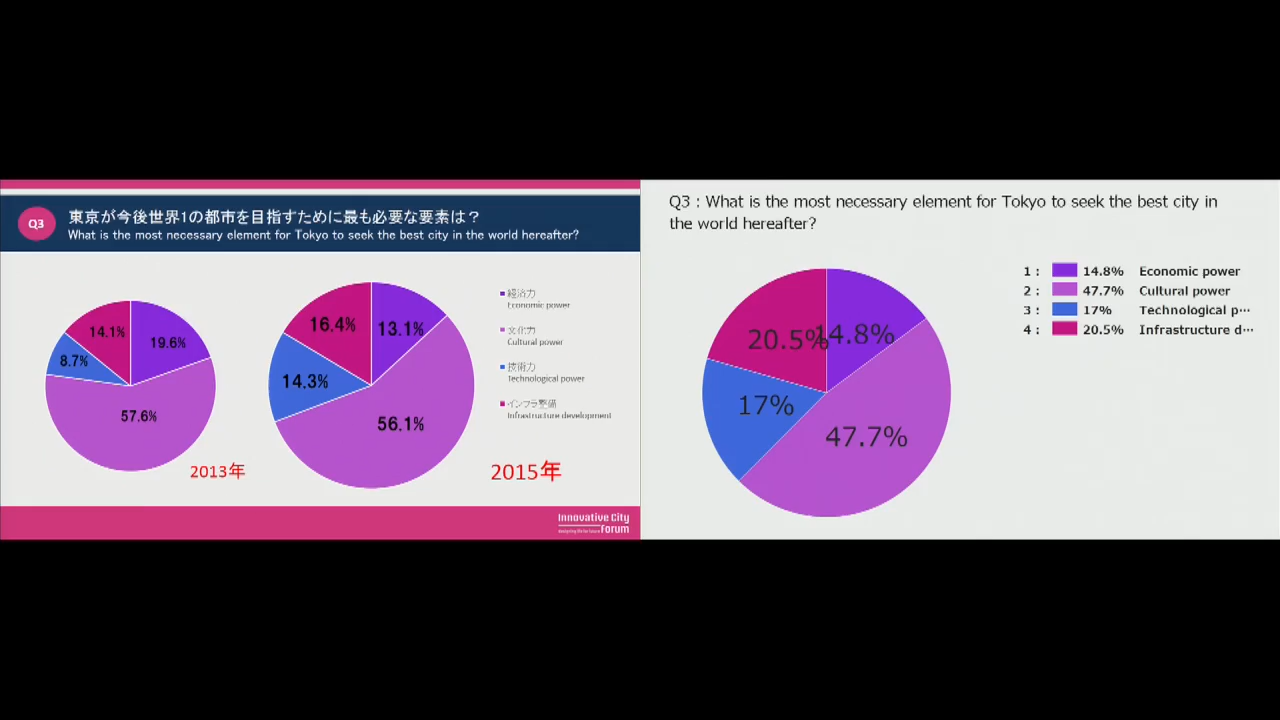 Q3
東京が今後世界1の都市を目指すために最も必要な要素は？
What is the most necessary element for Tokyo to seek the best city in the world hereafter?
19.6%
57.6%
8.7%
14.1%
2013年
13.1%
56.1%
14.3%
16.4%
2015年
経済力
Economic power
文化力
Cultural power
技術力
Technological power
インフラ整備
Infrastructure development
Innovative City
Forum
Q3 : What is the most necessary element for Tokyo to seek the best city in
the world hereafter?
14.8%
47.7%
17%
20.5%
1 : 14.8% Economic power
2 : 47.7% Cultural power
3 : 17% Technological p…
4 : 20.5% Infrastructure d…